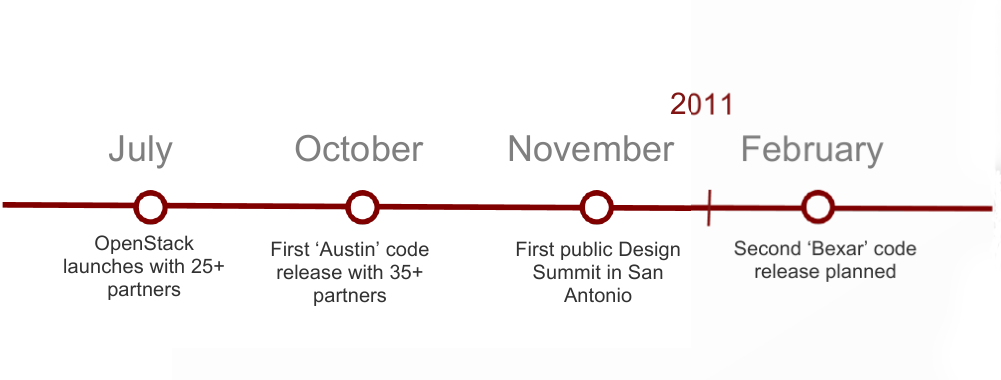 2011
July
October
November
February
OpenStack
launches with 25+
partners
First ‘Austin’ code
release with 35+
partners
First public Design
Summit in San
Antonio
Second ‘Bexar’ code
release planned